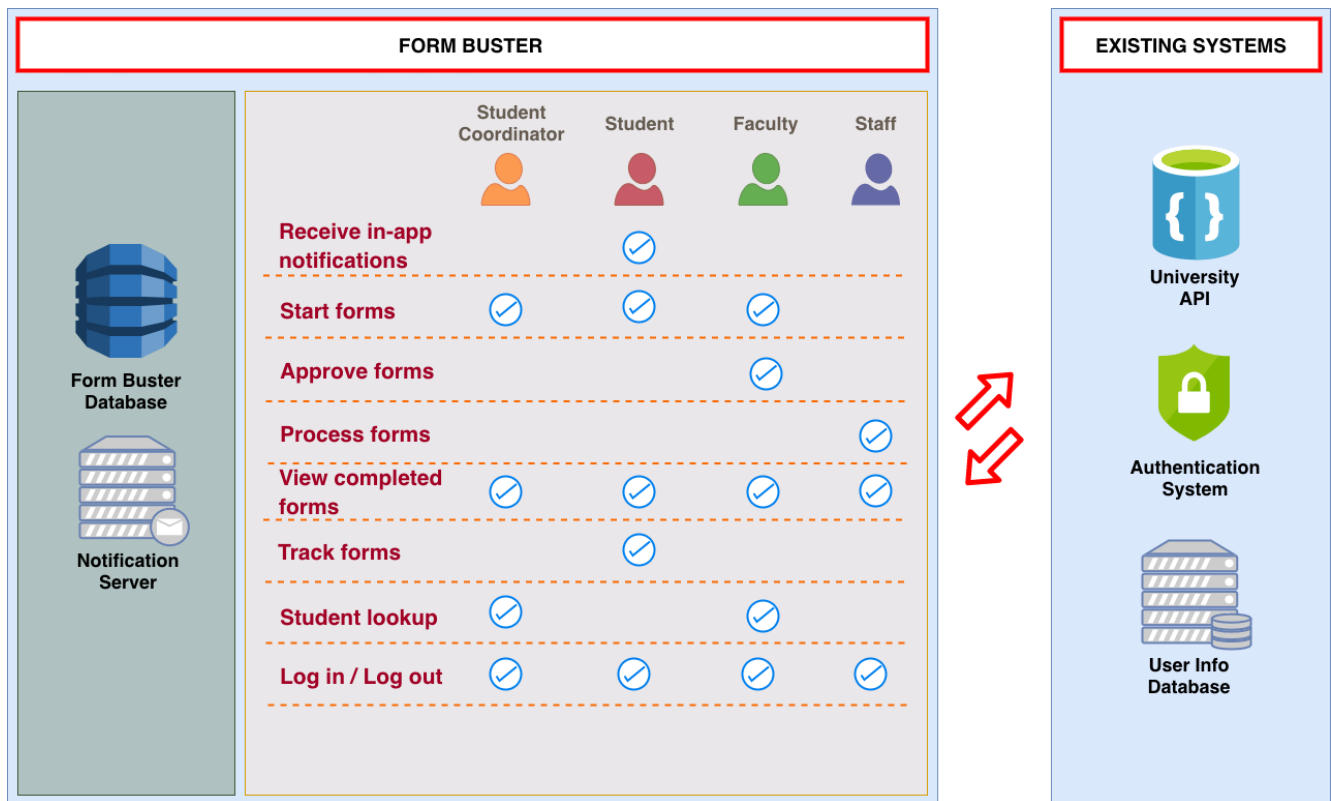 FORM BUSTER
EXISTING SYSTEMS
Student
Coordinator
Student
Faculty
Staff
Receive in-app
notifications
Start forms
Approve forms
Process forms
View completed
forms
Track forms
Student lookup
Log in / Log out
Form Buster
Database
Notification
Server
{ }
University
API
Authentication
System
User Info
Database